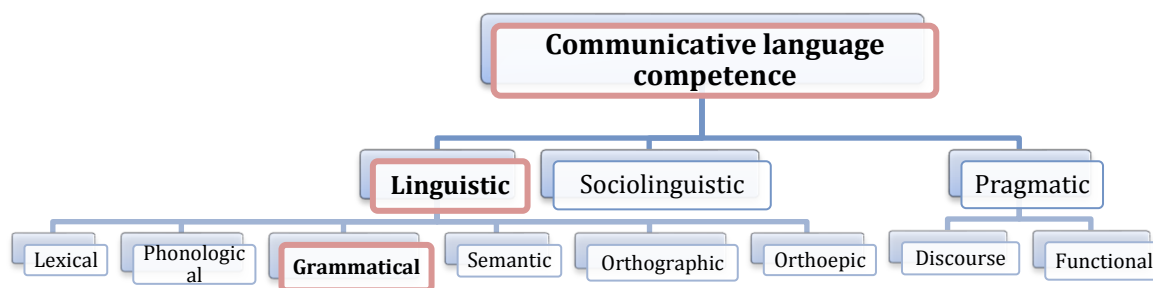 Communicative language
competence
Linguistic
Sociolinguistic
Pragmatic
Lexical
Phonologic
al
Grammatical
Semantic
Orthographic
Orthoepic
Discourse
Functional